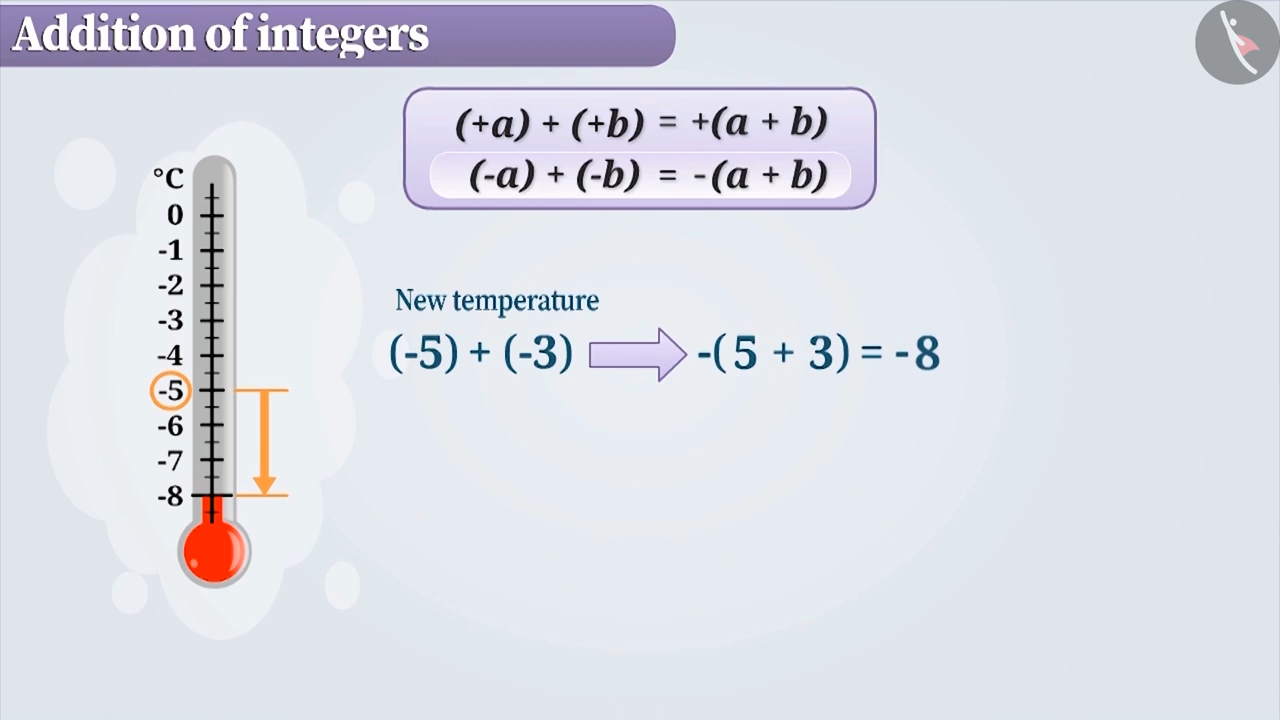 Addition of integers
(+a) + (+b) = +(a + b)
(-a) + (-b) = -(a + b)
°C
0
-1
-2
-3
-4
-5
-6
-7
-8
New temperature
(-5) + (-3) -( 5 + 3) = -8